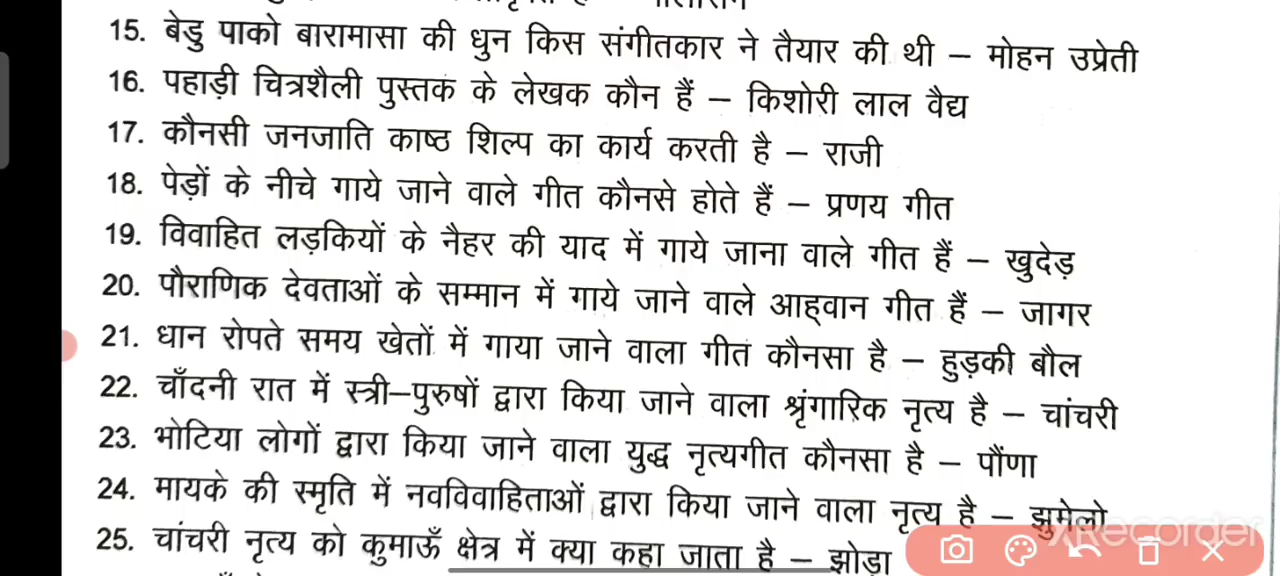 15. बेडु पाको बारामासा की धुन किस संगीतकार ने तैयार की थी – मोहन उप्रेती
16. पहाड़ी चित्रशैली पुस्तक के लेखक कौन हैं – किशोरी लाल वैद्य
17. कौनसी जनजाति काष्ठ शिल्प का कार्य करती है – राजी
18. पेड़ों के नीचे गाये जाने वाले गीत कौनसे होते हैं – प्रणय गीत
19. विवाहित लड़कियों के नैहर की याद में गाये जाना वाले गीत हैं – खुदेड़
20. पौराणिक देवताओं के सम्मान में गाये जाने वाले आह्वान गीत हैं – जागर
21. धान रोपते समय खेतों में गाया जाने वाला गीत कौनसा है – हुड़की बौल
22. चाँदनी रात में स्त्री–पुरुषों द्वारा किया जाने वाला श्रृंगारिक नृत्य है – चांचरी
23. भोटिया लोगों द्वारा किया जाने वाला युद्ध नृत्यगीत कौनसा है – पौंणा
24. मायके की स्मृति में नवविवाहिताओं द्वारा किया जाने वाला नृत्य है – झुमेलो
25. चांचरी नृत्य को कुमाऊँ क्षेत्र में क्या कहा जाता है – झोड़ा
XRecorder